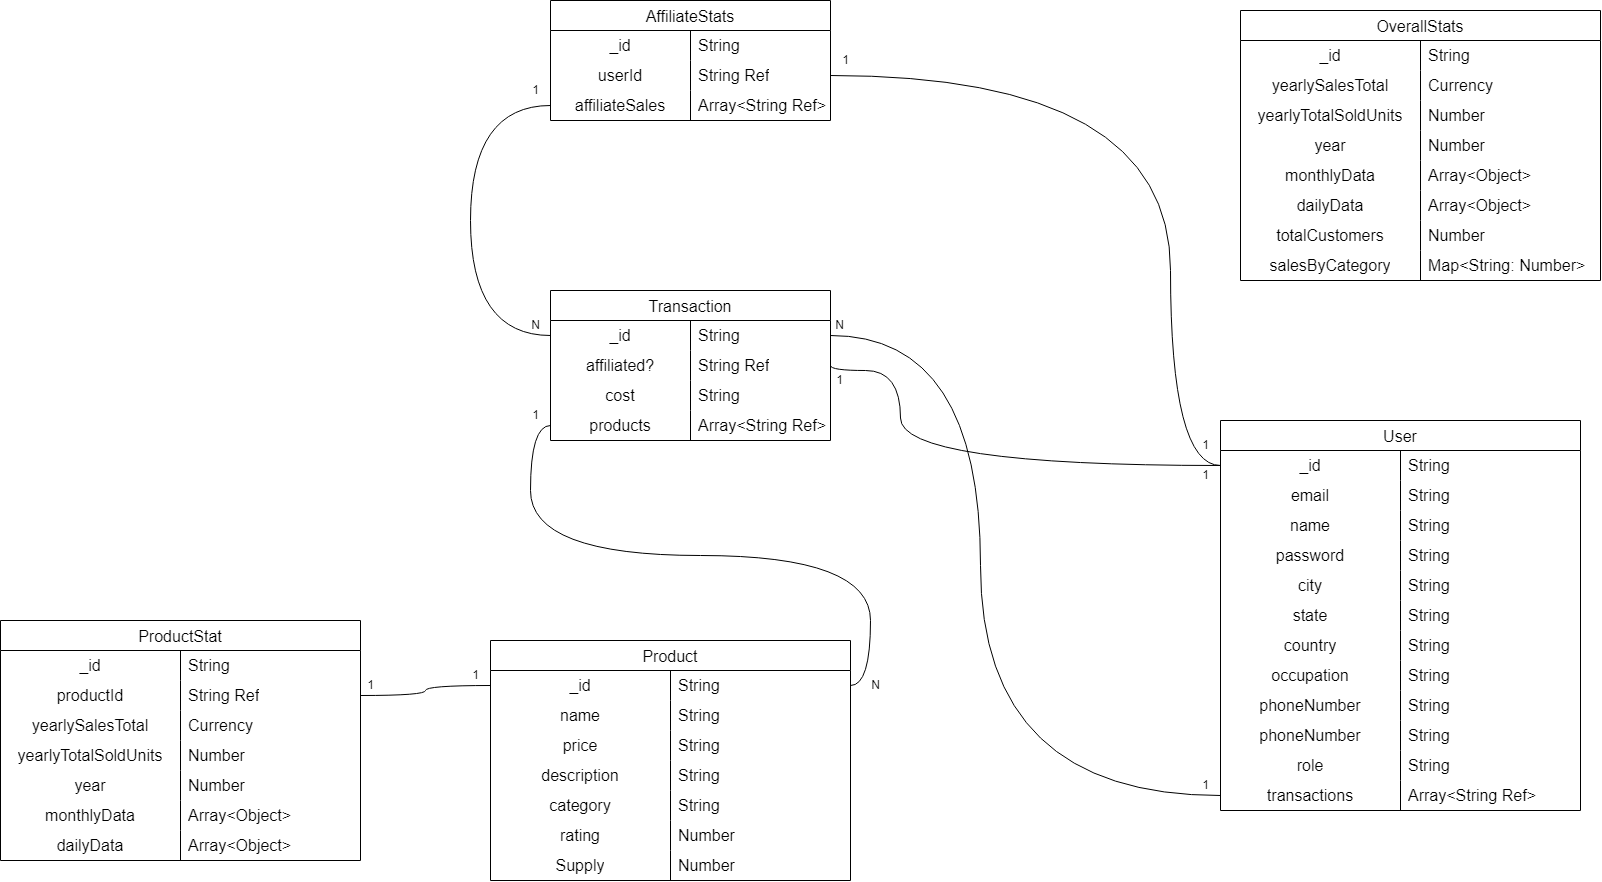 AffiliateStats
_id String
userId String Ref
affiliateSales Array<String Ref>
1
1
OverallStats
_id String
yearlySalesTotal Currency
yearlyTotalSoldUnits Number
year Number
monthlyData Array<Object>
dailyData Array<Object>
totalCustomers Number
salesByCategory Map<String: Number>
Transaction
_id String
affiliated? String Ref
cost String
products Array<String Ref>
N
N
1
1
User
_id String
email String
name String
password String
city String
state String
country String
occupation String
phoneNumber String
phoneNumber String
role String
transactions Array<String Ref>
1
1
1
ProductStat
_id String
productId String Ref
yearlySalesTotal Currency
yearlyTotalSoldUnits Number
year Number
monthlyData Array<Object>
dailyData Array<Object>
1
1
Product
_id String
name String
price String
description String
category String
rating Number
Supply Number
N